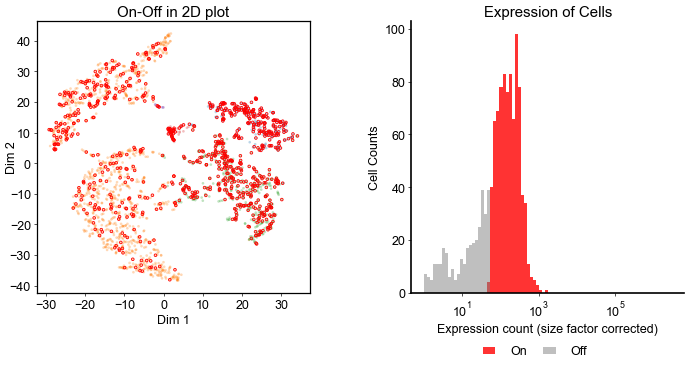 On-Off in 2D plot
Dim 2
40
30
20
10
0
−10
−20
−30
−40
−30 −20 −10 0 10 20 30
Dim 1
Expression of Cells
Cell Counts
100
80
60
40
20
0
10^1 10^3 10^5
Expression count (size factor corrected)
On Off